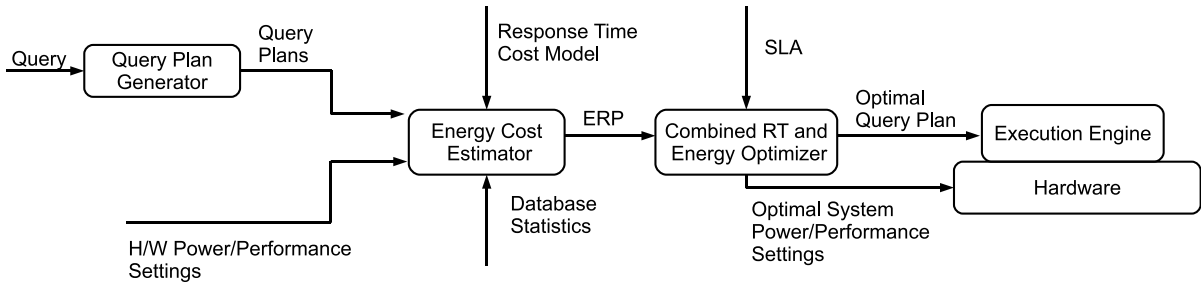 Query
Query Plan
Generator
Query
Plans
Response Time
Cost Model
SLA
Energy Cost
Estimator
ERP
Combined RT and
Energy Optimizer
Optimal
Query Plan
Execution Engine
Hardware
H/W Power/Performance
Settings
Database
Statistics
Optimal System
Power/Performance
Settings